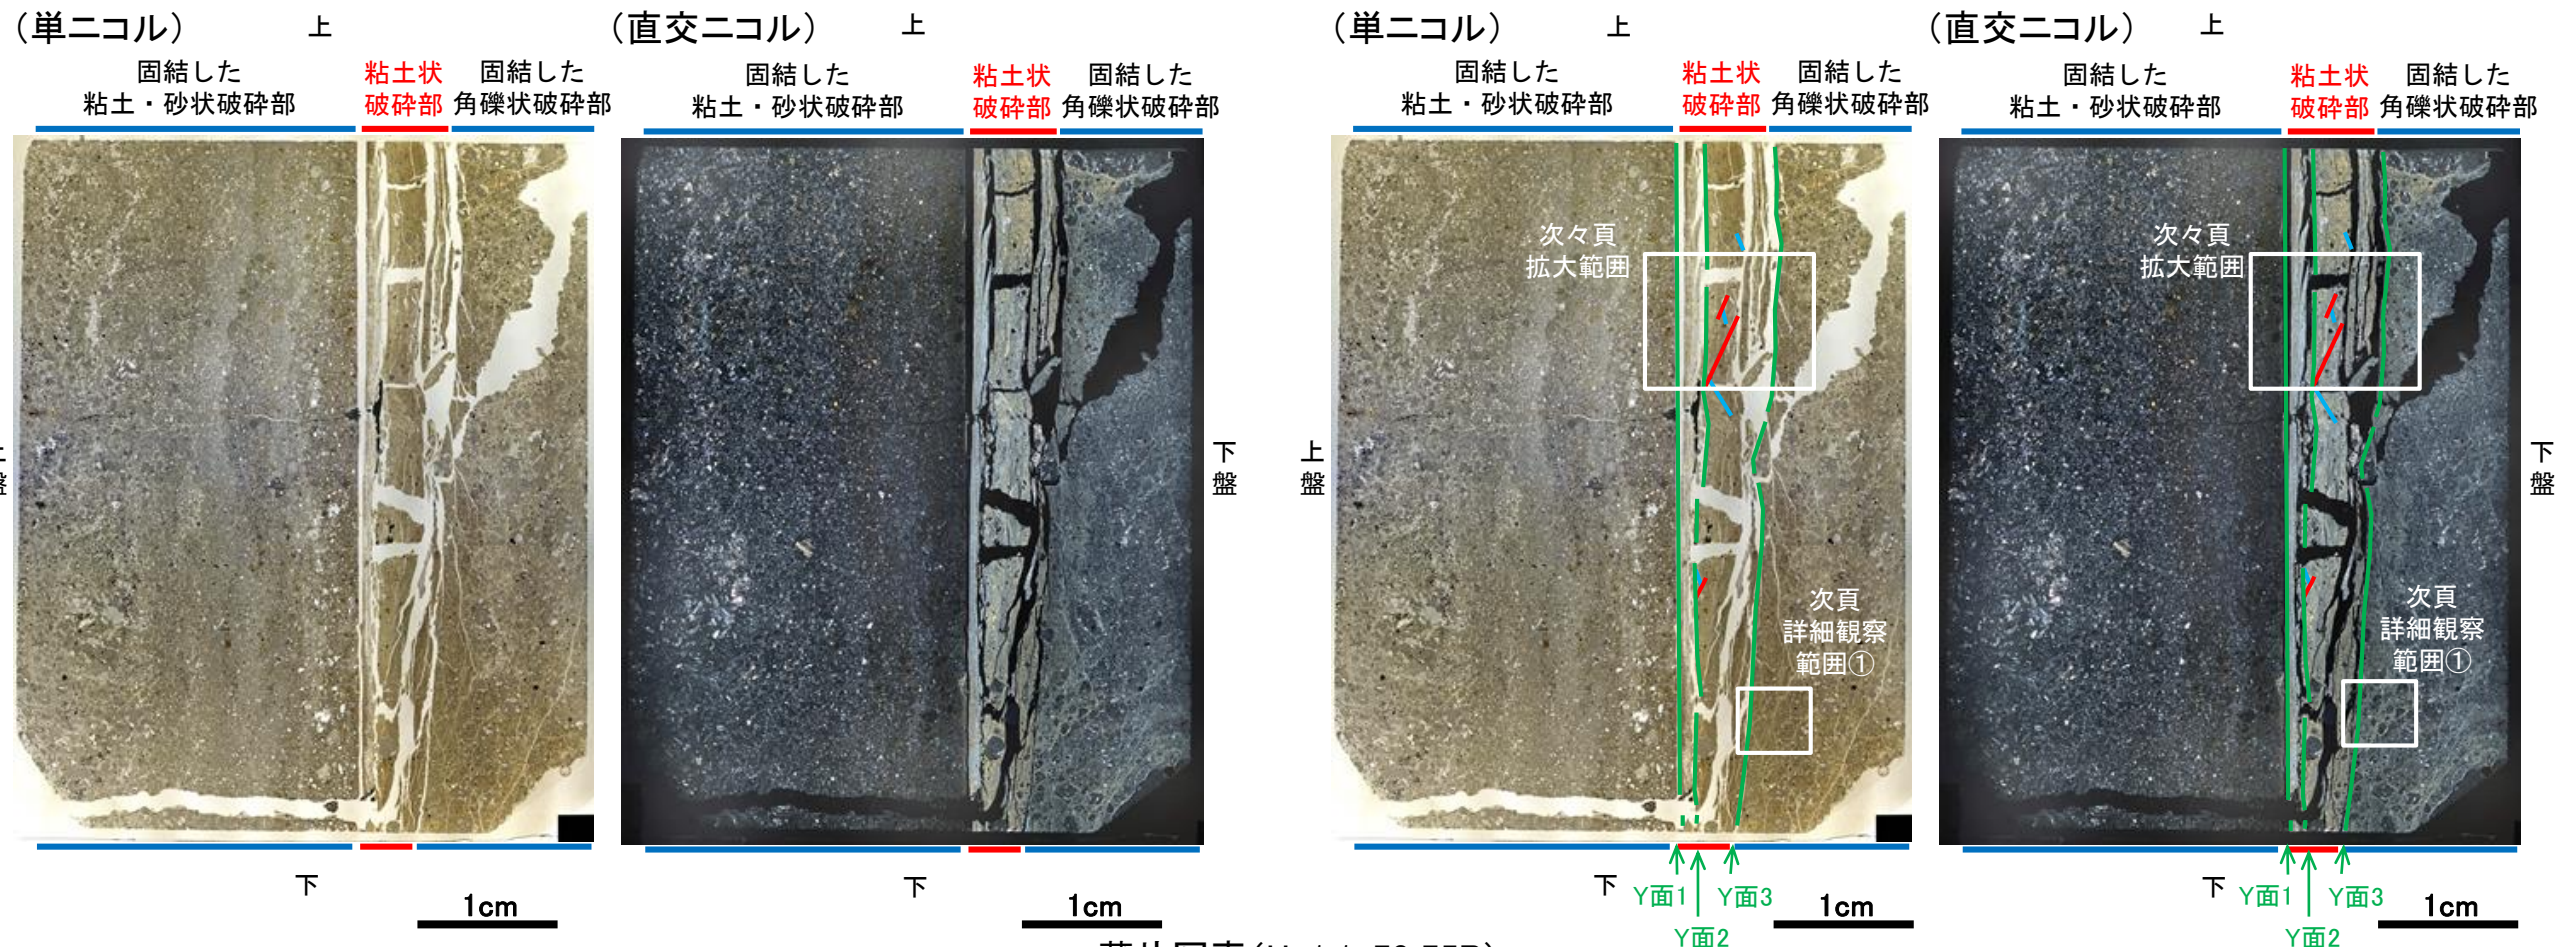 （単ニコル）
上
固結した
粘土・砂状破砕部
粘土状
破砕部
固結した
角礫状破砕部
下
1cm
（直交ニコル）
上
固結した
粘土・砂状破砕部
粘土状
破砕部
固結した
角礫状破砕部
下
盤
下
1cm
（単ニコル）
上
固結した
粘土・砂状破砕部
粘土状
破砕部
固結した
角礫状破砕部
次々頁
拡大範囲
上
盤
次頁
詳細観察
範囲①
下
Y面1
Y面2
Y面3
1cm
（直交ニコル）
上
固結した
粘土・砂状破砕部
粘土状
破砕部
固結した
角礫状破砕部
次々頁
拡大範囲
下
盤
次頁
詳細観察
範囲①
下
Y面1
Y面2
Y面3
1cm